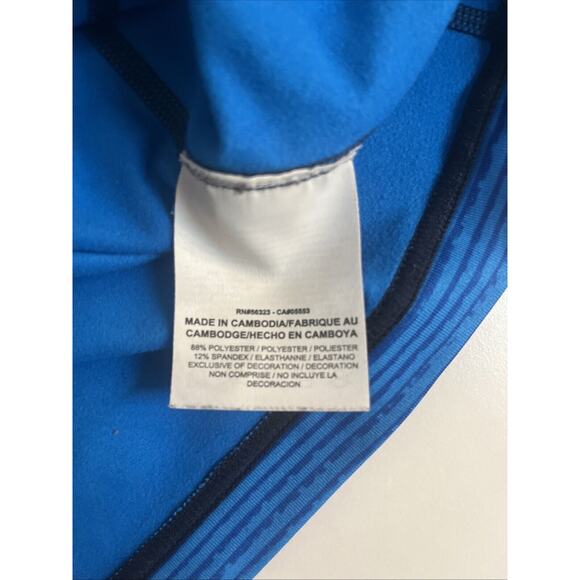 RN#56323 - CA#05553
MADE IN CAMBODIA/FABRIQUE AU
CAMBODGE/HECHO EN CAMBOYA
88% POLYESTER / POLYESTER / POLIESTER
12% SPANDEX / ELASTHANNE / ELASTANO
EXCLUSIVE OF DECORATION / DECORATION
NON COMPRISE / NO INCLUYE LA
DECORACION